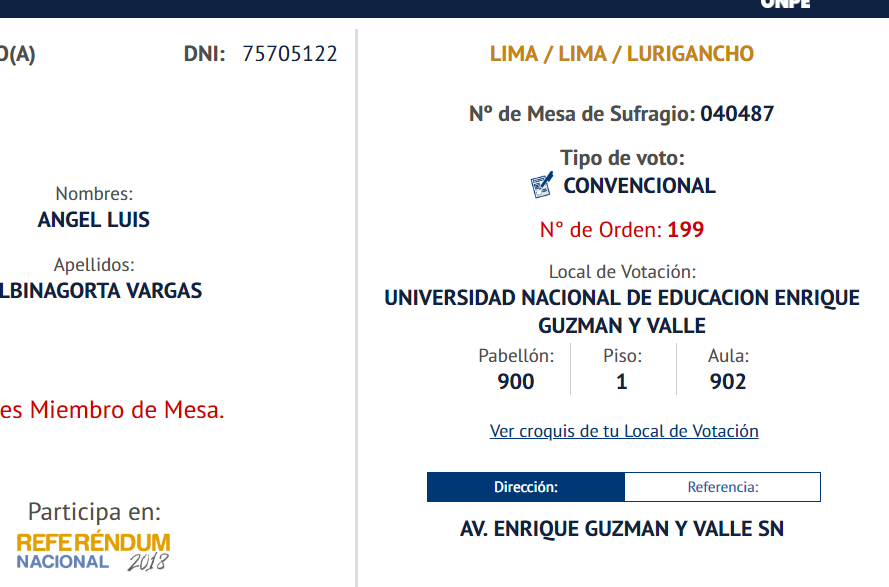 ONPE
O(A)
DNI: 75705122
Nombres:
ANGEL LUIS
Apellidos:
LBINAGORTA VARGAS
es Miembro de Mesa.
Participa en:
REFERÉNDUM
NACIONAL 2018
LIMA / LIMA / LURIGANCHO
Nº de Mesa de Sufragio: 040487
Tipo de voto:
CONVENCIONAL
N° de Orden: 199
Local de Votación:
UNIVERSIDAD NACIONAL DE EDUCACION ENRIQUE
GUZMAN Y VALLE
Pabellón: Piso: Aula:
900 1 902
Ver croquis de tu Local de Votación
Dirección: Referencia:
AV. ENRIQUE GUZMAN Y VALLE SN